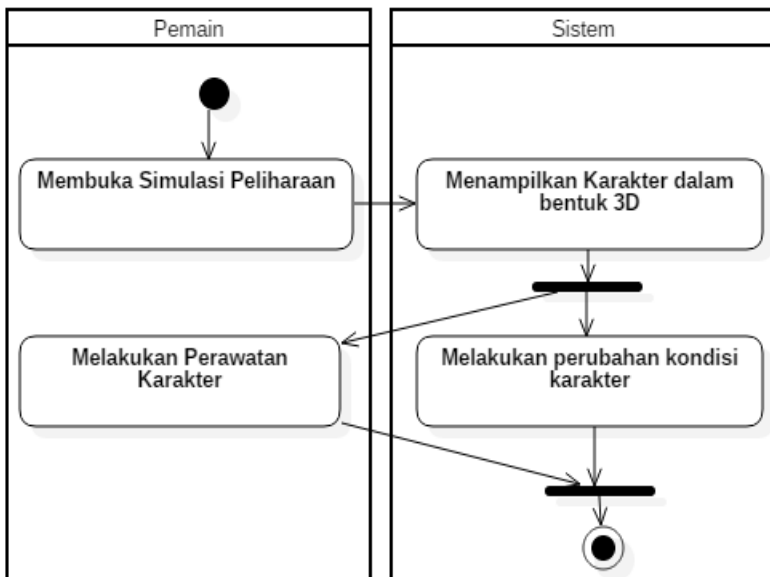 Pemain
Sistem
Membuka Simulasi Peliharaan
Menampilkan Karakter dalam
bentuk 3D
Melakukan Perawatan
Karakter
Melakukan perubahan kondisi
karakter